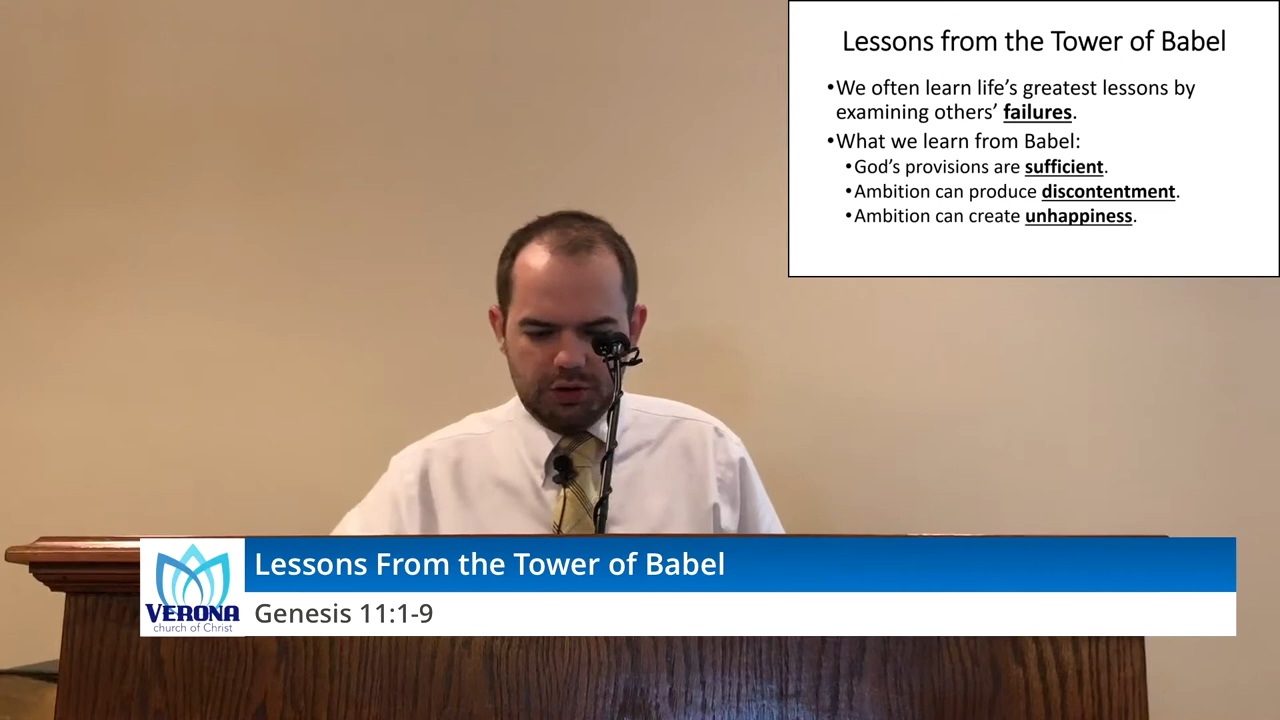 Lessons from the Tower of Babel
•We often learn life's greatest lessons by
examining others' failures.
•What we learn from Babel:
•God's provisions are sufficient.
•Ambition can produce discontentment.
•Ambition can create unhappiness.
Lessons From the Tower of Babel
VERONA
church of Christ
Genesis 11:1-9